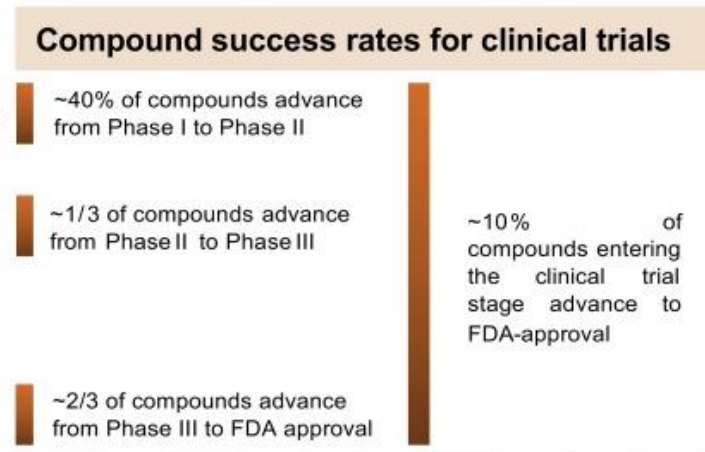 Compound success rates for clinical trials
~40% of compounds advance
from Phase I to Phase II
~1/3 of compounds advance
from Phase II to Phase III
~10% of
compounds entering
the clinical trial
stage advance to
FDA-approval
~2/3 of compounds advance
from Phase III to FDA approval